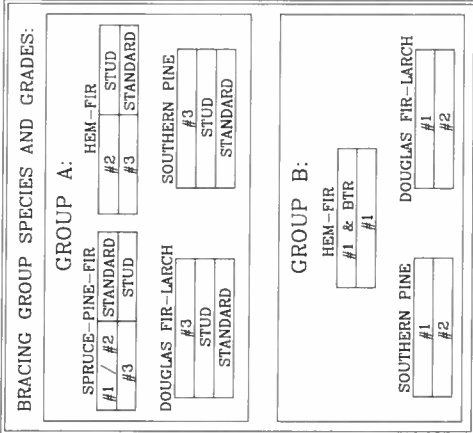 BRACING GROUP SPECIES AND GRADES:
GROUP A:
SPRUCE-PINE-FIR
#1 / #2 STANDARD
#3 STUD
HEM-FIR
#2 STUD
#3 STANDARD
DOUGLAS FIR-LARCH
#3
STUD
STANDARD
SOUTHERN PINE
#3
STUD
STANDARD
GROUP B:
HEM-FIR
#1 & BTR
#1
SOUTHERN PINE
#1
#2
DOUGLAS FIR-LARCH
#1
#2